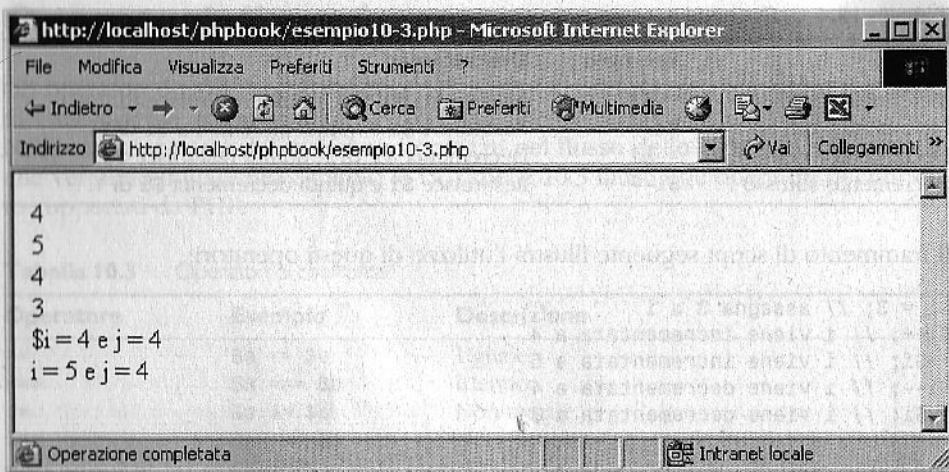 http://localhost/phpbook/esempio10-3.php - Microsoft Internet Explorer
File Modifica Visualizza Preferiti Strumenti ?
Indietro Cerca Preferiti Multimedia
Indirizzo http://localhost/phpbook/esempio10-3.php Vai Collegamenti »
4
5
4
3
$i = 4 e j = 4
i = 5 e j = 4
Operazione completata Intranet locale